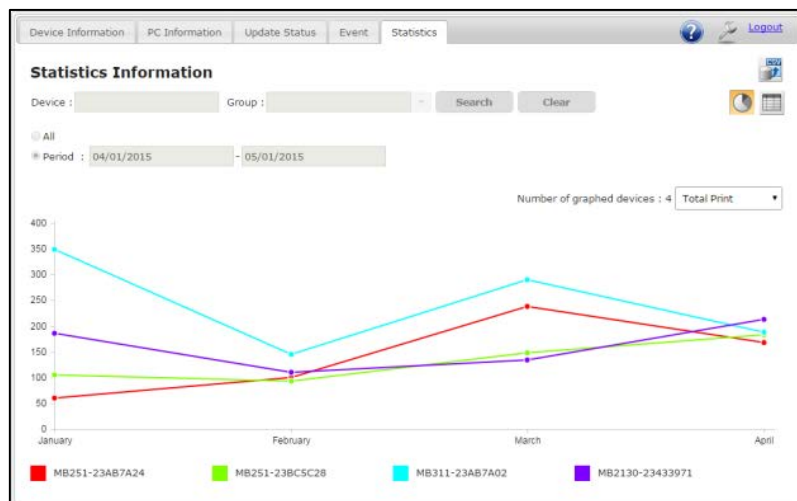 Device Information PC Information Update Status Event Statistics Logout
Statistics Information
CSV
Device : Group : Search Clear
All
Period : 04/01/2015 - 05/01/2015
Number of graphed devices : 4 Total Print
400
350
300
250
200
150
100
50
0
January February March April
MB251-23AB7A24 MB251-23BC5C28 MB311-23AB7A02 MB2130-23433971